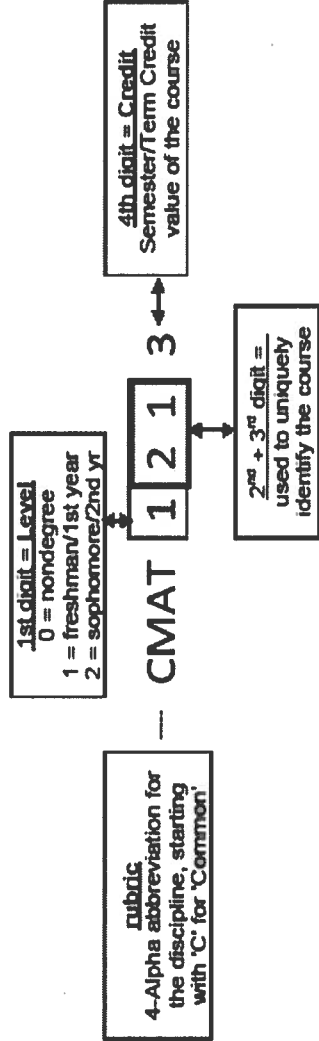 rubric
4-Alpha abbreviation for
the discipline, starting
with 'C' for 'Common'
— CMAT 1 2 1 3
1st digit = Level
0 = nondegree
1 = freshman/1st year
2 = sophomore/2nd yr
2nd + 3rd digit =
used to uniquely
identify the course
4th digit = Credit
Semester/Term Credit
value of the course